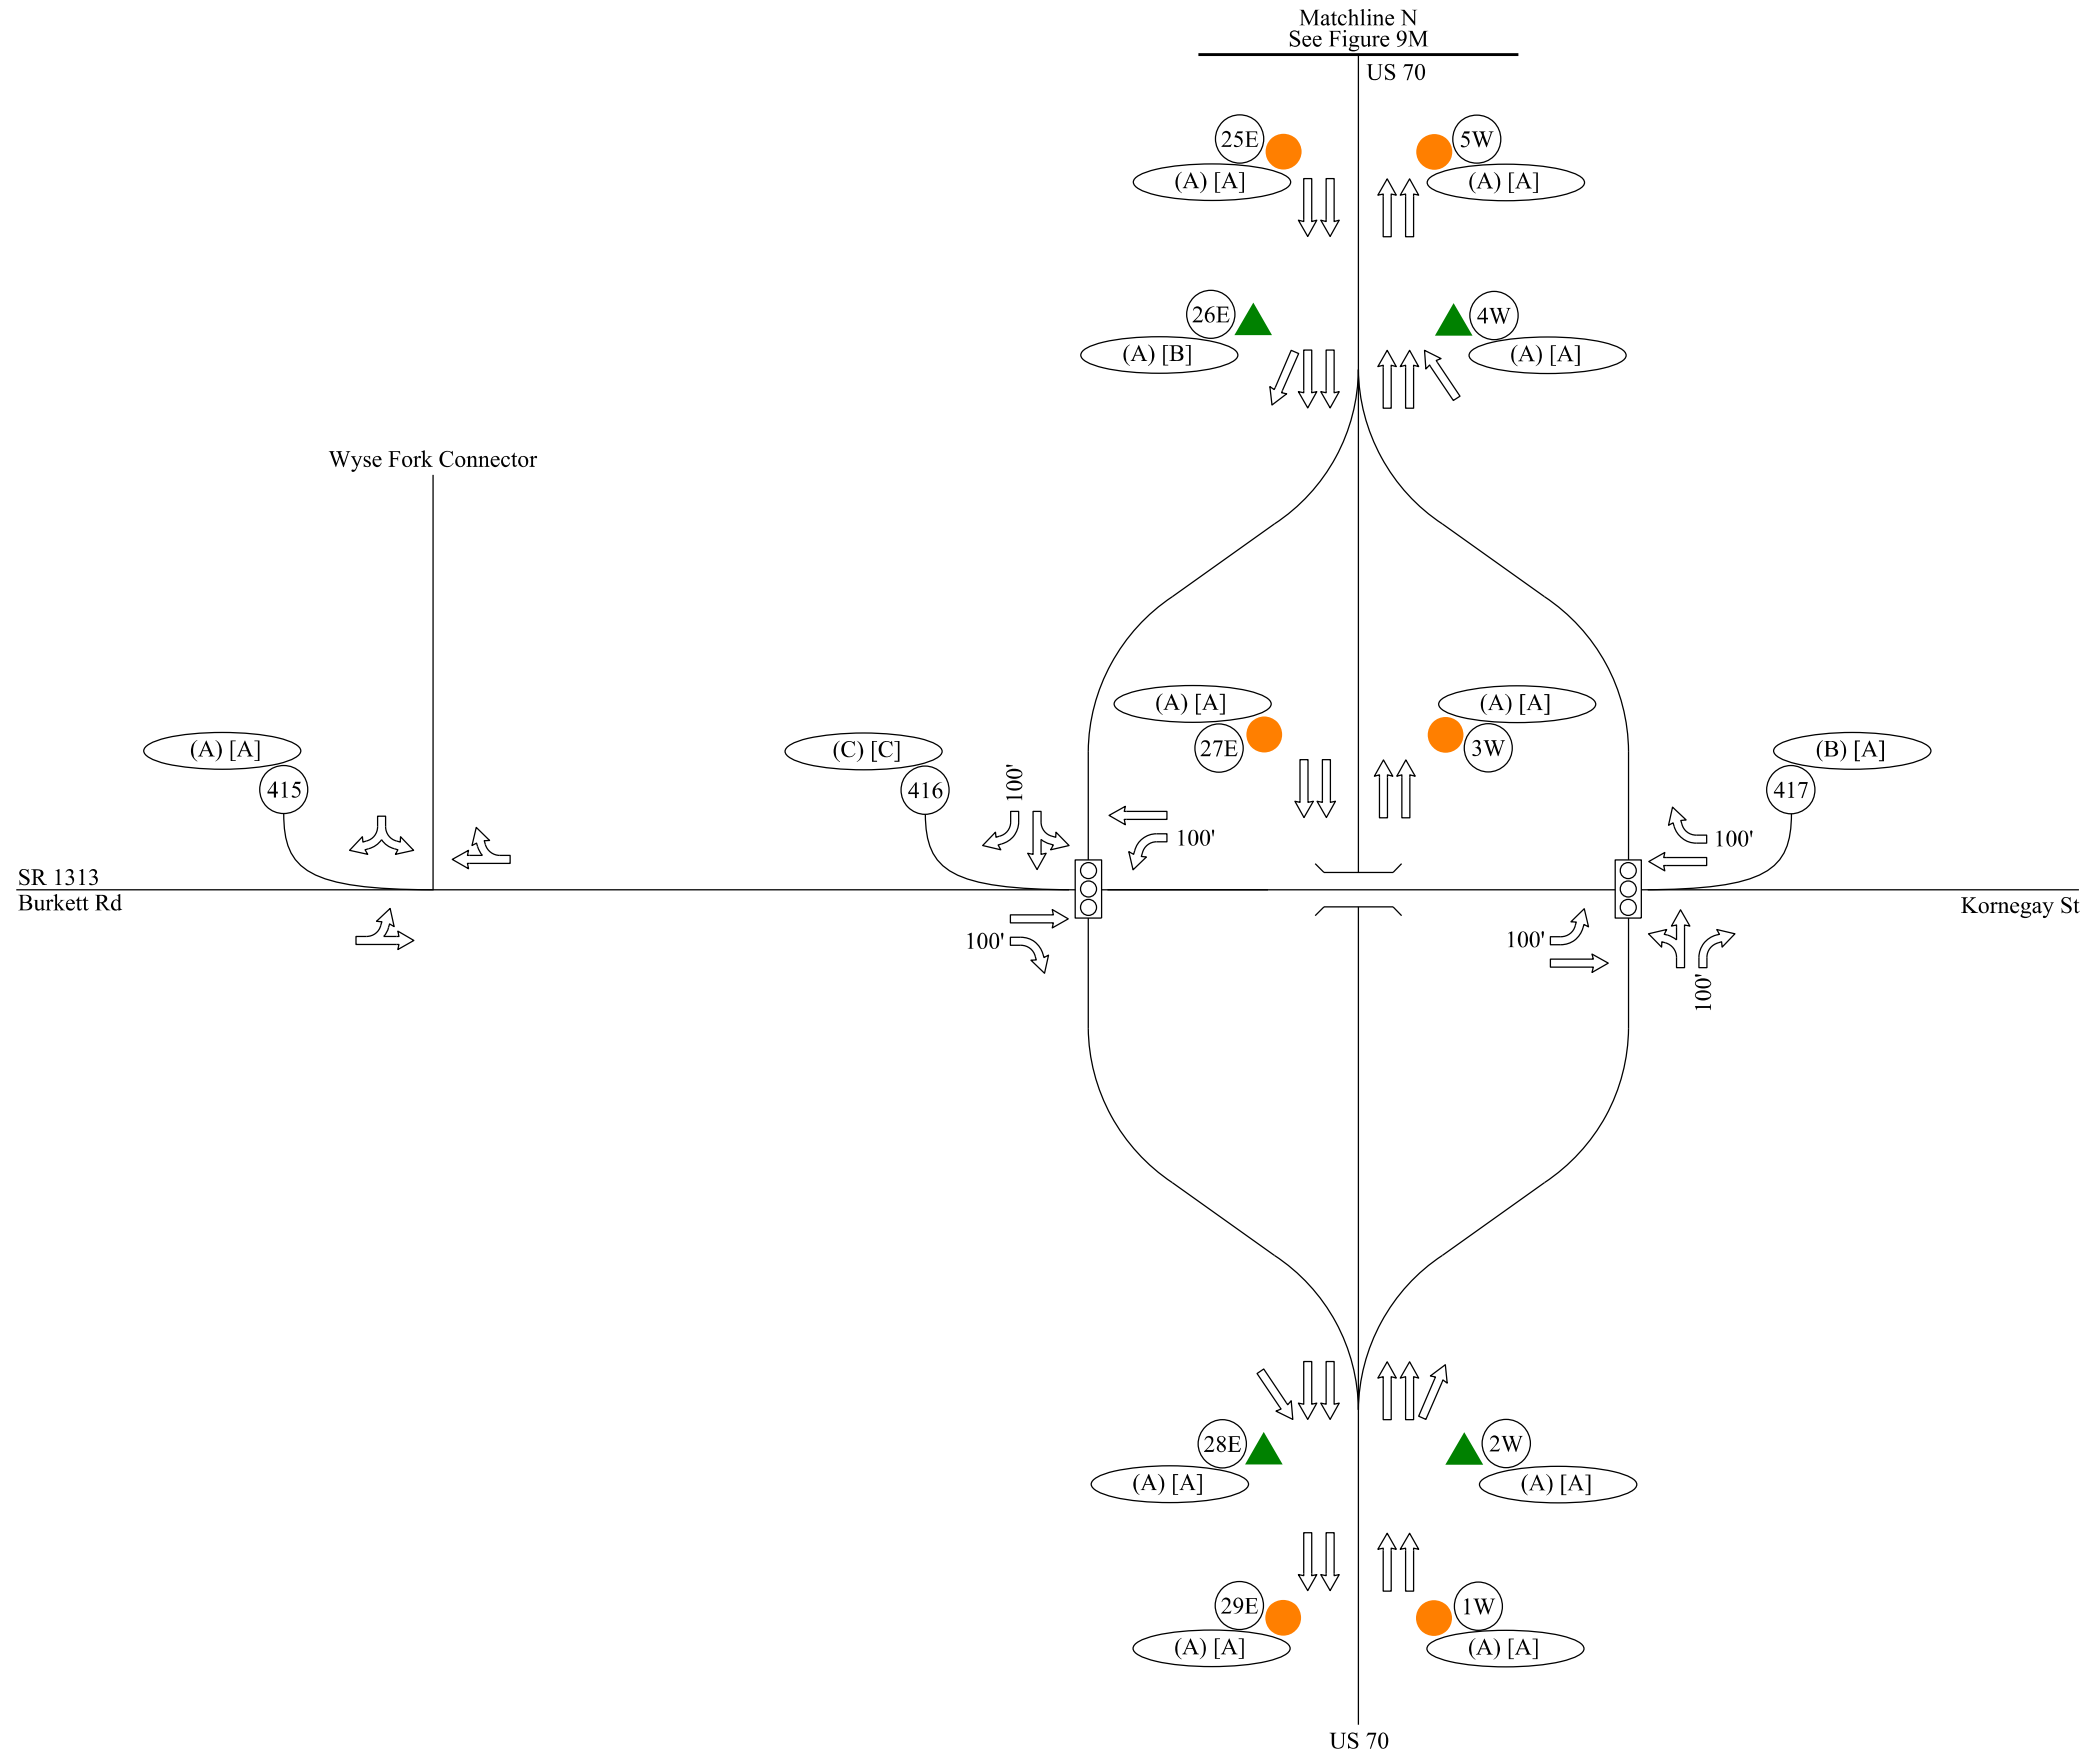 Matchline N
See Figure 9M
US 70
25E
5W
(A) [A]
(A) [A]
26E
4W
(A) [B]
(A) [A]
Wyse Fork Connector
(A) [A]
(A) [A]
27E
3W
(A) [A]
415
(C) [C]
416
(B) [A]
417
100'
100'
100'
SR 1313
Burkett Rd
Kornegay St
100'
100'
100'
28E
2W
(A) [A]
(A) [A]
29E
1W
(A) [A]
(A) [A]
US 70